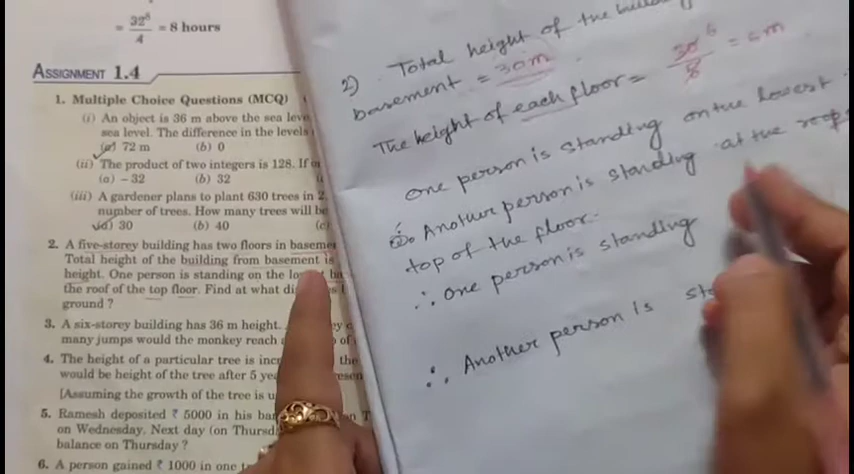 = 32⁸/4 = 8 hours
ASSIGNMENT 1.4
1. Multiple Choice Questions (MCQ)
(i) An object is 36 m above the sea leve
sea level. The difference in the levels
(a) 72 m (b) 0
(ii) The product of two integers is 128. If
(a) – 32 (b) 32
(iii) A gardener plans to plant 630 trees in 2
number of trees. How many trees will be
(a) 30 (b) 40 (c)
2. A five-storey building has two floors in baseme
Total height of the building from basement is
height. One person is standing on the
the roof of the top floor. Find at what
ground ?
3. A six-storey building has 36 m height.
many jumps would the monkey reach of
4. The height of a particular tree is the
would be height of the tree after 5
[Assuming the growth of the tree is
5. Ramesh deposited ₹ 5000 in his
on Wednesday. Next day (on Thursd
balance on Thursday ?
6. A person gained ₹ 1000 in one
2) Total height of the
basement = 30m
The height of each floor = 30⁶/8 = 6m
One person is standing on the lowest
Another person is standing at the roof
top of the floor.
∴ One person is standing
∴ Another person is